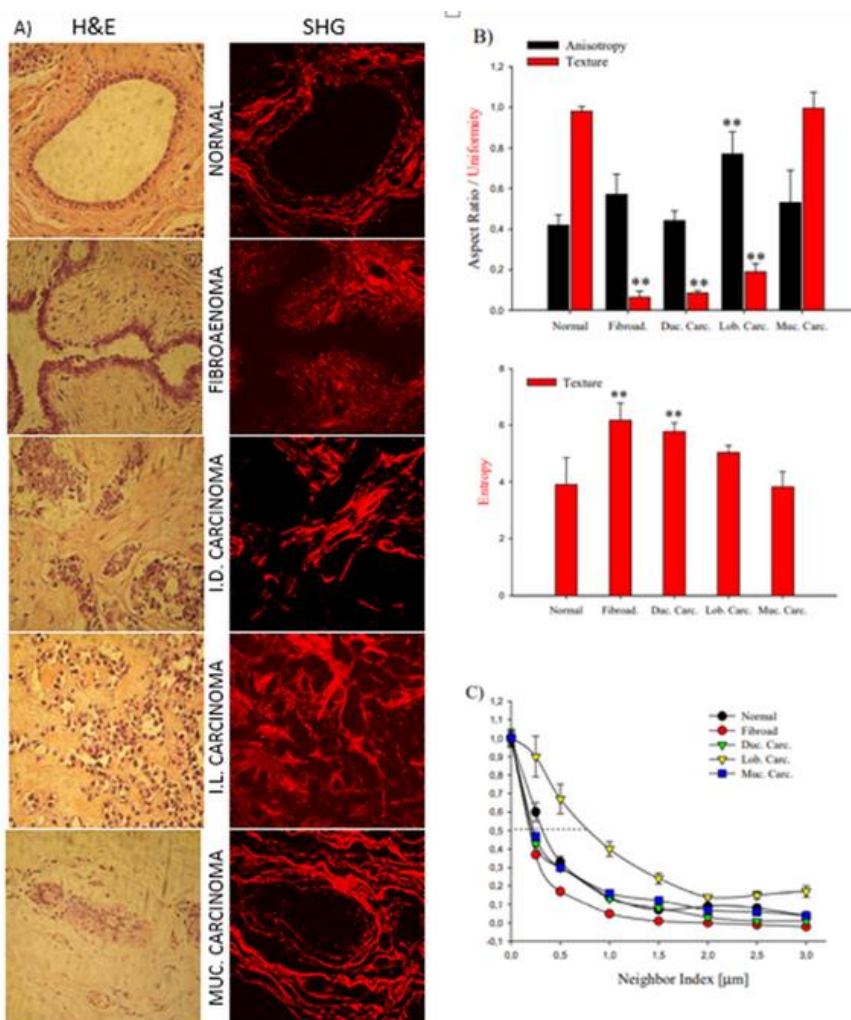 A)
H&E
SHG
NORMAL
FIBROAENOMA
I.D. CARCINOMA
I.L. CARCINOMA
MUC. CARCINOMA
B)
Anisotropy
Texture
Aspect Ratio / Uniformity
1,2
1,0
0,8
0,6
0,4
0,2
0,0
**
**
**
**
Normal
Fibroad.
Duc. Carc.
Lob. Carc.
Muc. Carc.
Texture
Entropy
6
4
2
0
**
**
Normal
Fibroad.
Duc. Carc.
Lob. Carc.
Muc. Carc.
C)
Normal
Fibroad
Duc. Carc.
Lob. Carc.
Muc. Carc.
1,2
1,1
1,0
0,9
0,8
0,7
0,6
0,5
0,4
0,3
0,2
0,1
0,0
-0,1
0,0
0,5
1,0
1,5
2,0
2,5
3,0
Neighbor Index [μm]